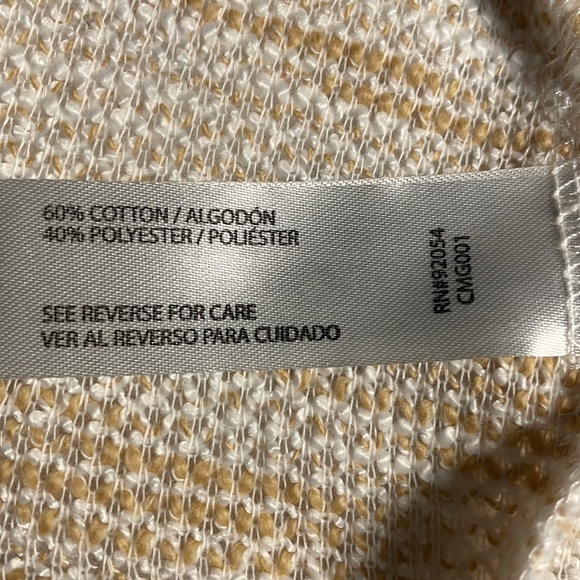 60% COTTON / ALGODÓN
40% POLYESTER / POLIÉSTER
SEE REVERSE FOR CARE
VER AL REVERSO PARA CUIDADO
RN#92054
CMG001